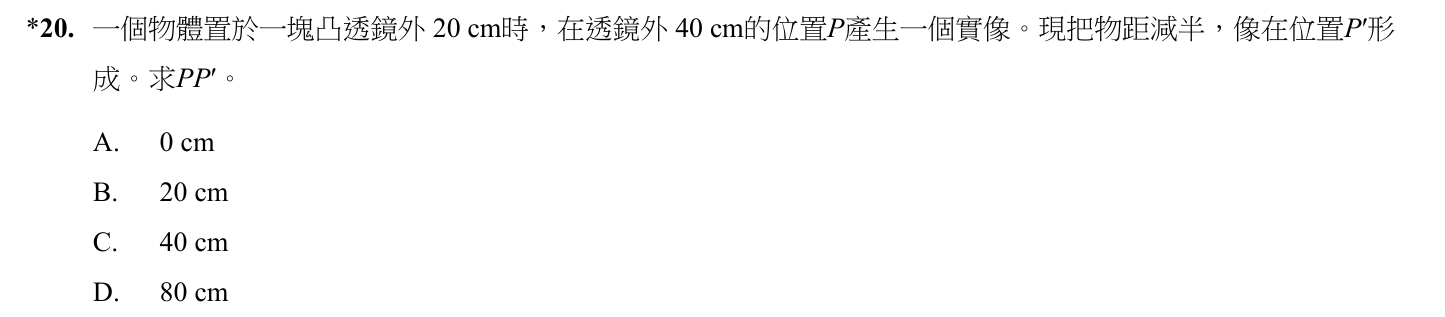 *20. 一個物體置於一塊凸透鏡外 20 cm時，在透鏡外 40 cm的位置P產生一個實像。現把物距減半，像在位置P'形
成。求PP'。
A. 0 cm
B. 20 cm
C. 40 cm
D. 80 cm